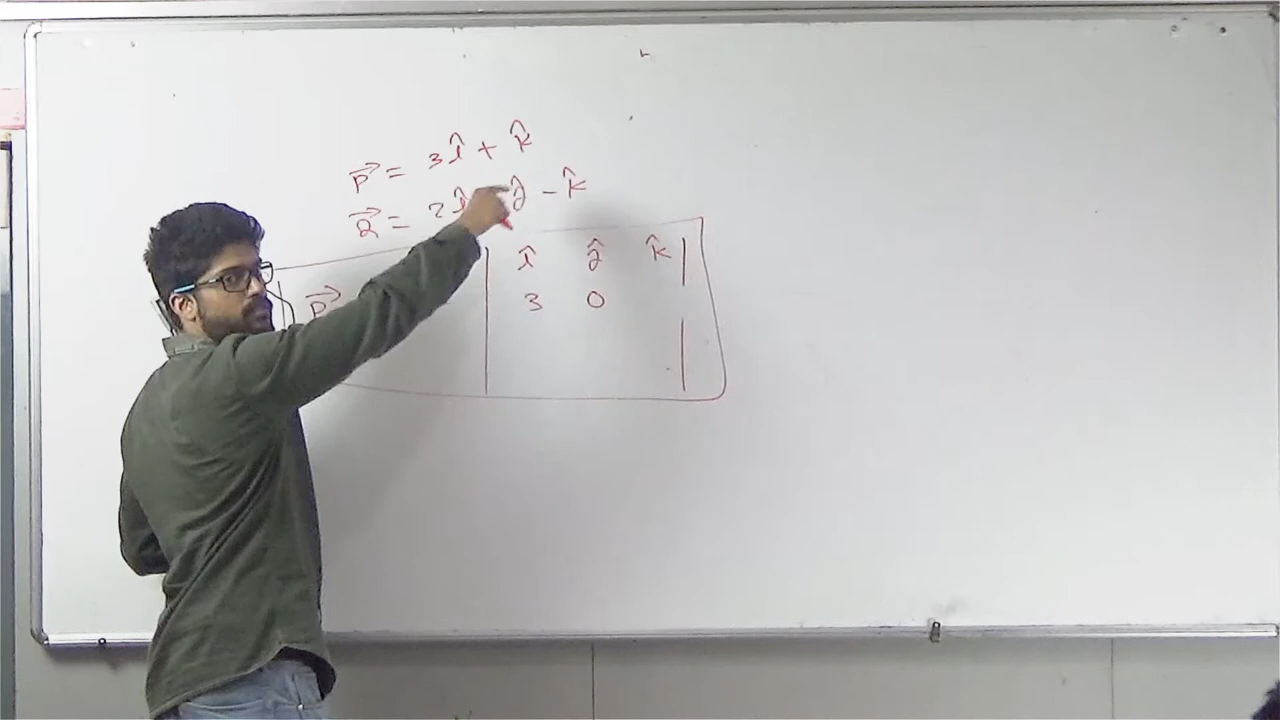 P⃗ = 3î + k̂
Q⃗ = 2î ĵ - k̂
P⃗ | î ĵ k̂ |
3 0